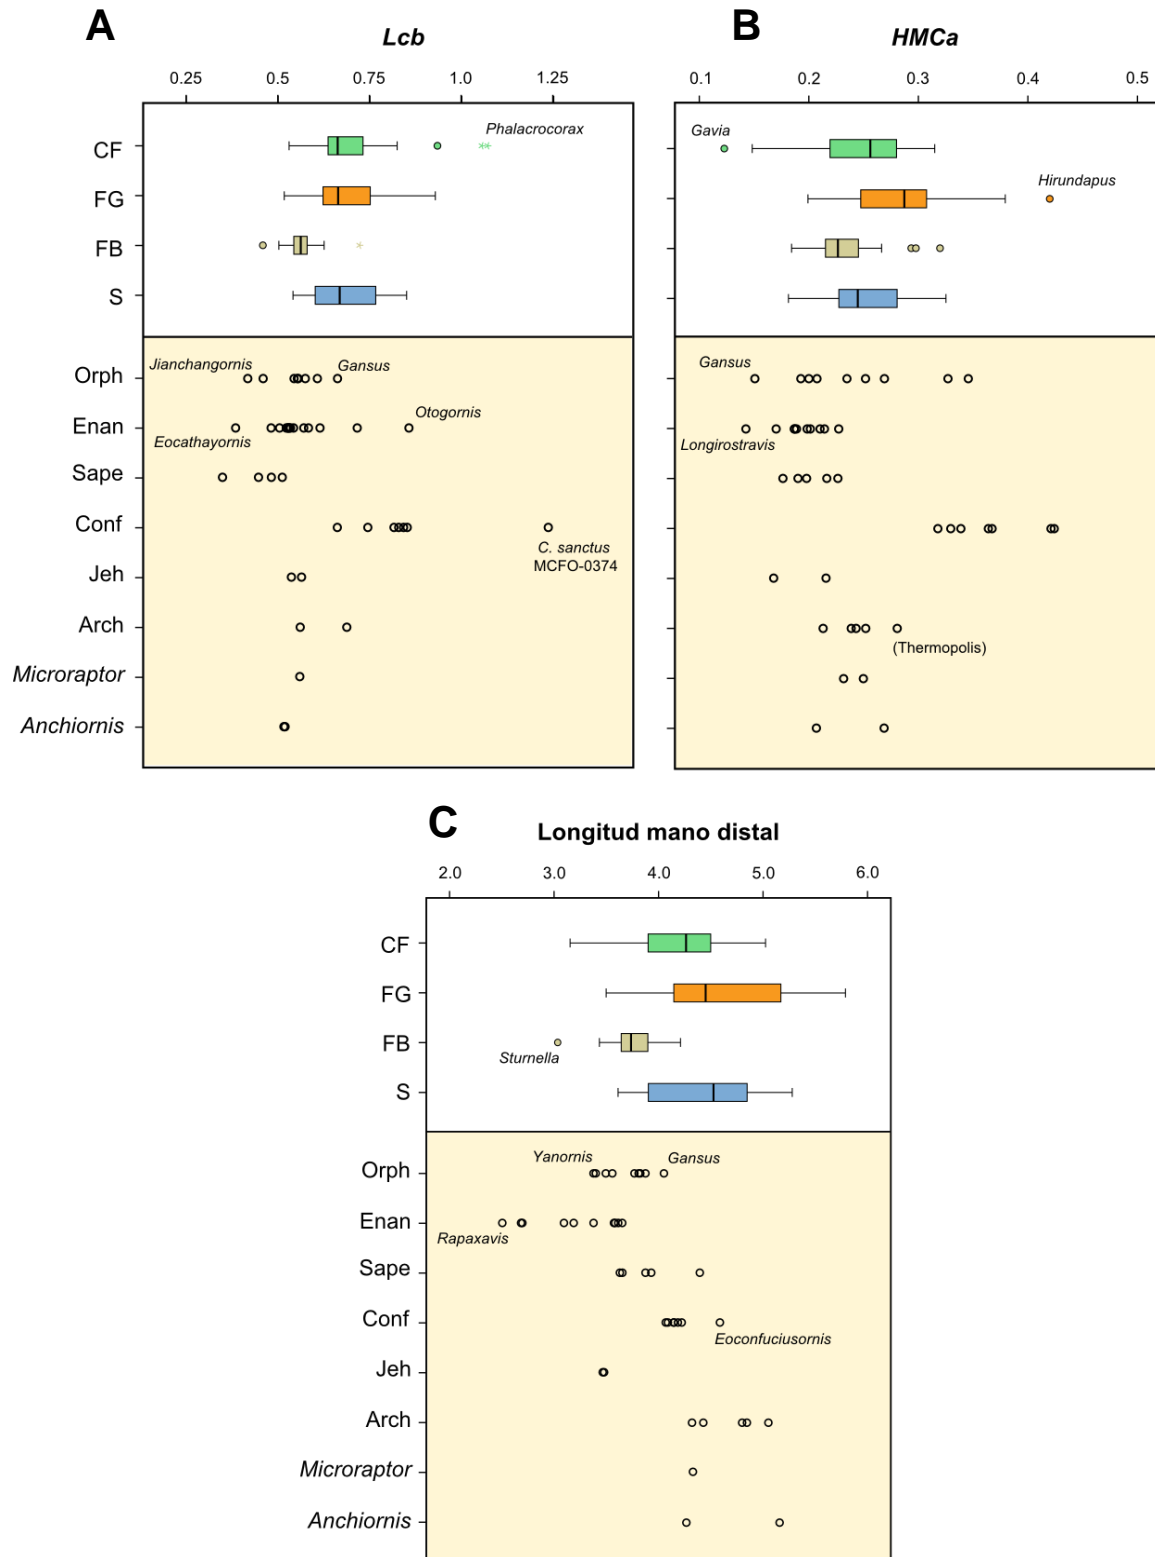 A
Lcb
0.25 0.5 0.75 1.0 1.25
CF
Phalacrocorax
**
FG
FB
*
S
Orph
Jianchangornis
Gansus
Enan
Otogornis
Eocathayornis
Sape
Conf
C. sanctus
MCFO-0374
Jeh
Arch
Microraptor
Anchiornis
B
HMCa
0.1 0.2 0.3 0.4 0.5
Gavia
Hirundapus
Gansus
Longirostravis
(Thermopolis)
C
Longitud mano distal
2.0 3.0 4.0 5.0 6.0
CF
FG
FB
Sturnella
S
Orph
Yanornis
Gansus
Enan
Rapaxavis
Sape
Conf
Eoconfuciusornis
Jeh
Arch
Microraptor
Anchiornis